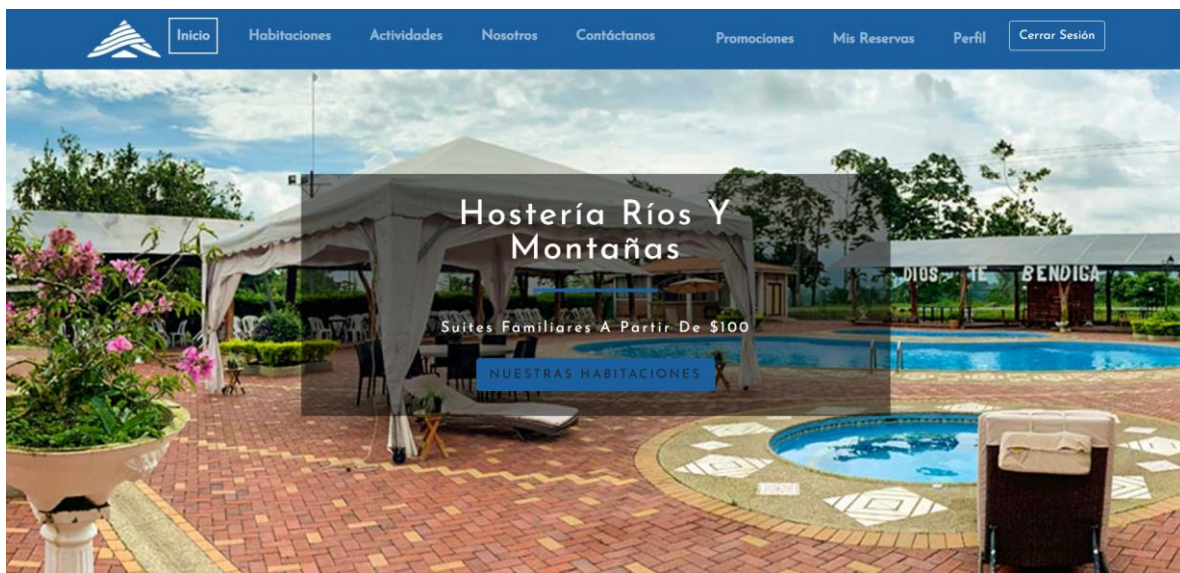 Inicio Habitaciones Actividades Nosotros Contáctanos Promociones Mis Reservas Perfil Cerrar Sesión
Hostería Ríos Y
Montañas
DIOS TE BENDIGA
Suites Familiares A Partir De $100
NUESTRAS HABITACIONES